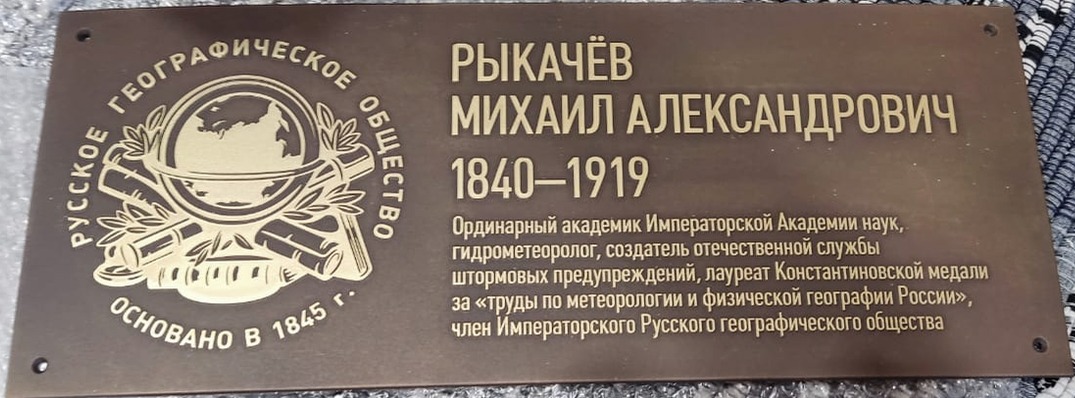 РУССКОЕ ГЕОГРАФИЧЕСКОЕ ОБЩЕСТВО
ОСНОВАНО В 1845 г.
РЫКАЧЁВ
МИХАИЛ АЛЕКСАНДРОВИЧ
1840—1919
Ординарный академик Императорской Академии наук,
гидрометеоролог, создатель отечественной службы
штормовых предупреждений, лауреат Константиновской медали
за «труды по метеорологии и физической географии России»,
член Императорского Русского географического общества